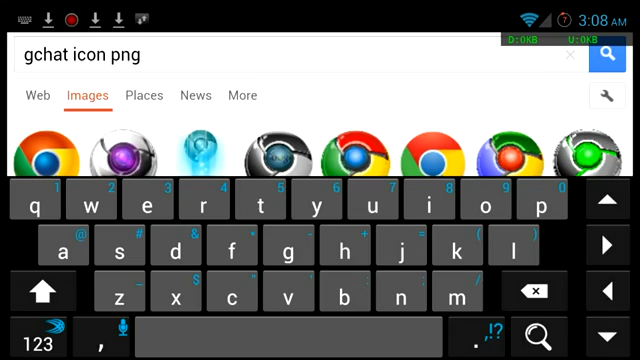 7 3:08 AM
D:0KB U:0KB
gchat icon png
Web Images Places News More
1 2 3 4 5 6 7 8 9 0
q w e r t y u i o p
@ # & * - + = ( )
a s d f g h j k l
_ $ " ' : ; /
z x c v b n m
123 , . ,!?